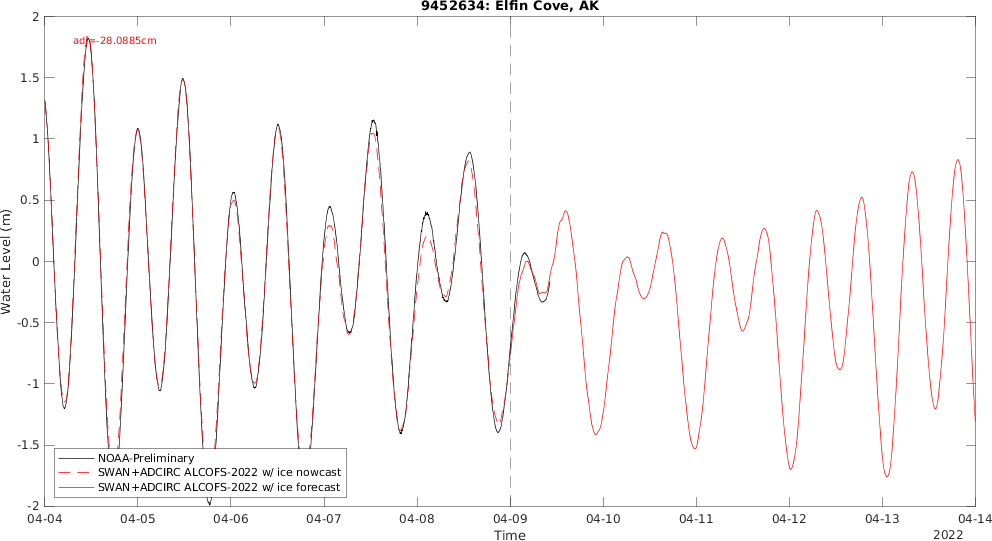 9452634: Elfin Cove, AK
adj=-28.0885cm
Water Level (m)
2
1.5
1
0.5
0
-0.5
-1
-1.5
-2
NOAA-Preliminary
SWAN+ADCIRC ALCOFS-2022 w/ ice nowcast
SWAN+ADCIRC ALCOFS-2022 w/ ice forecast
04-04 04-05 04-06 04-07 04-08 04-09 04-10 04-11 04-12 04-13 04-14
Time
2022